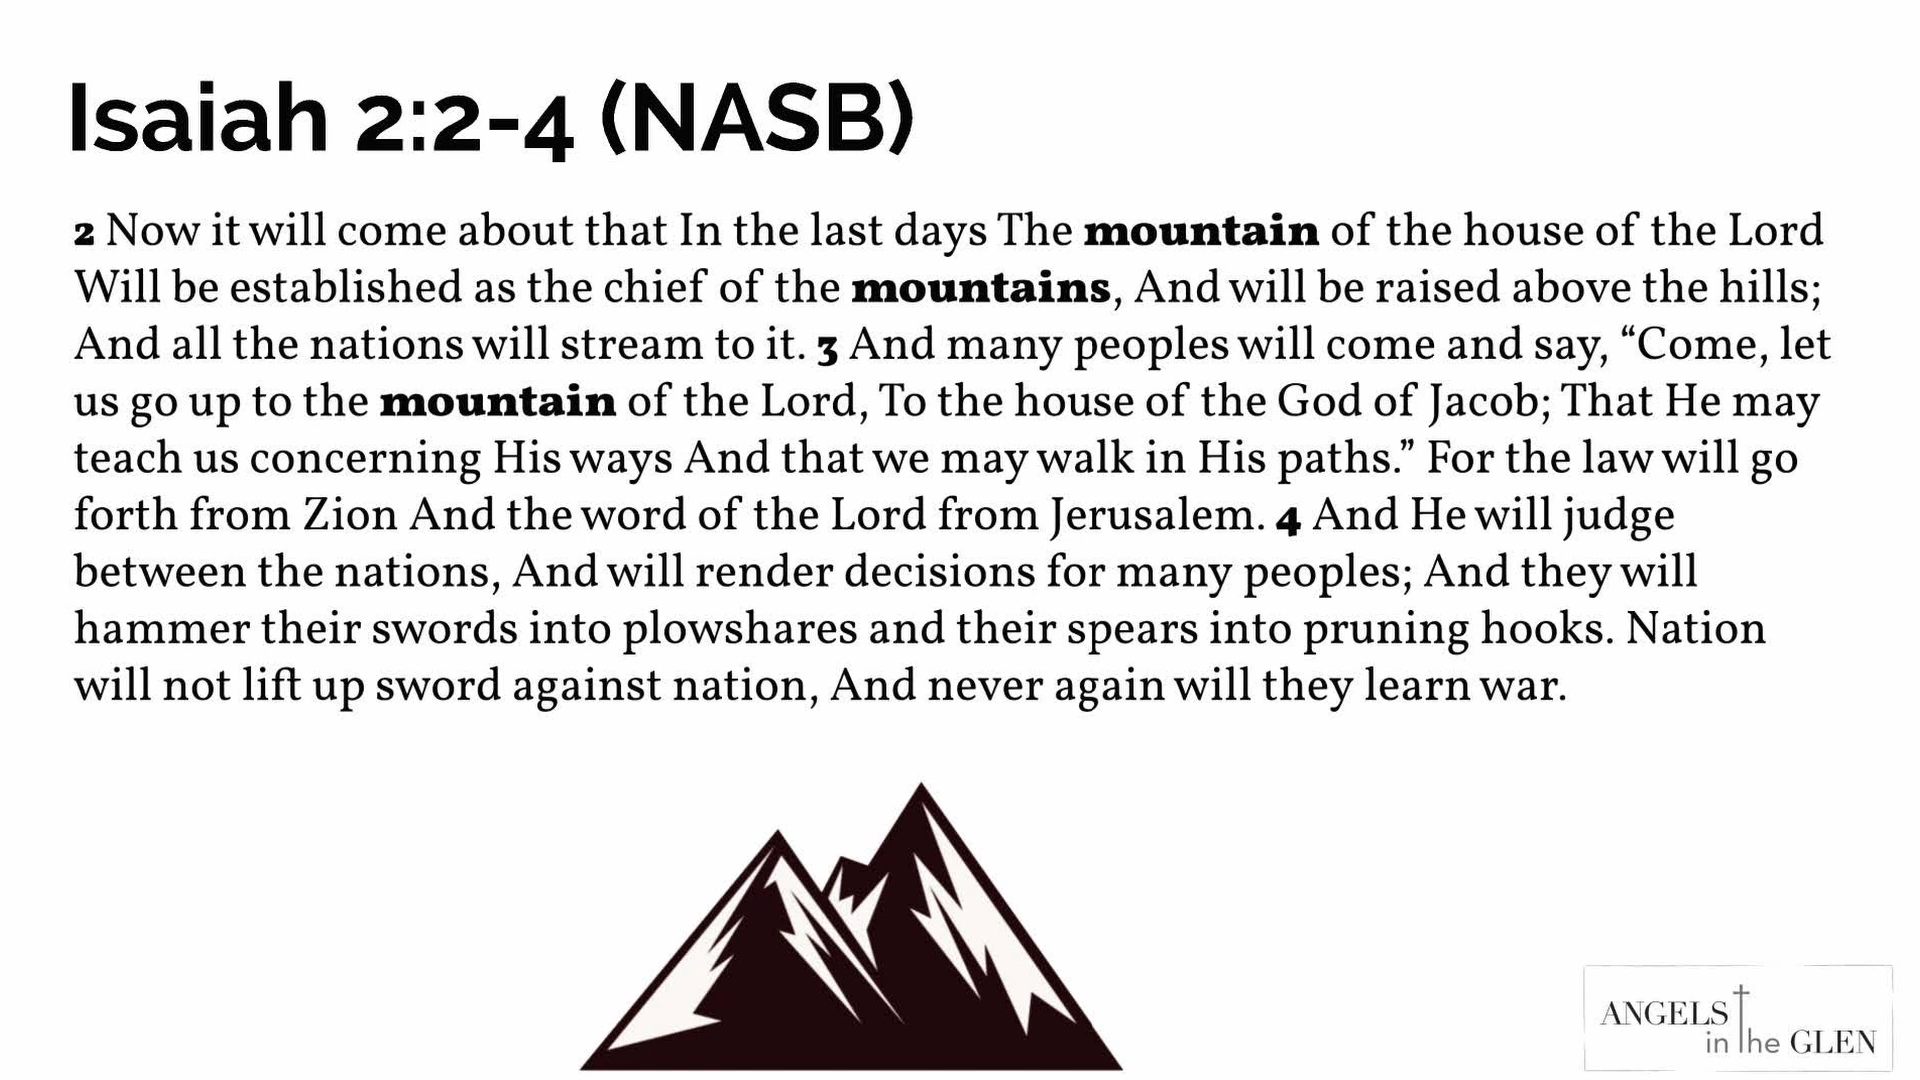 Isaiah 2:2-4 (NASB)
2 Now it will come about that In the last days The mountain of the house of the Lord
Will be established as the chief of the mountains, And will be raised above the hills;
And all the nations will stream to it. 3 And many peoples will come and say, “Come, let
us go up to the mountain of the Lord, To the house of the God of Jacob; That He may
teach us concerning His ways And that we may walk in His paths.” For the law will go
forth from Zion And the word of the Lord from Jerusalem. 4 And He will judge
between the nations, And will render decisions for many peoples; And they will
hammer their swords into plowshares and their spears into pruning hooks. Nation
will not lift up sword against nation, And never again will they learn war.
ANGELS
in the GLEN